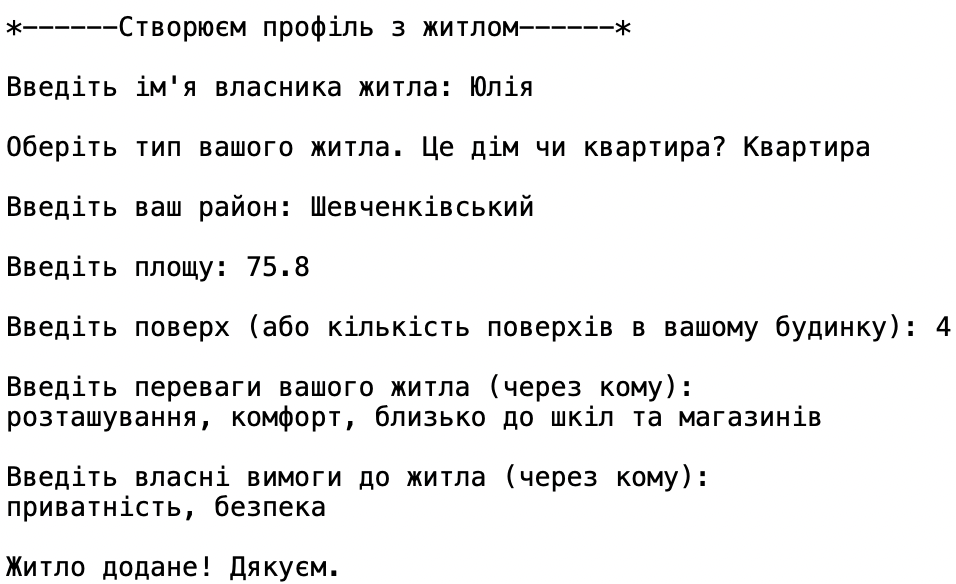 *------Створюєм профіль з житлом------*
Введіть ім'я власника житла: Юлія
Оберіть тип вашого житла. Це дім чи квартира? Квартира
Введіть ваш район: Шевченківський
Введіть площу: 75.8
Введіть поверх (або кількість поверхів в вашому будинку): 4
Введіть переваги вашого житла (через кому):
розташування, комфорт, близько до шкіл та магазинів
Введіть власні вимоги до житла (через кому):
приватність, безпека
Житло додане! Дякуєм.